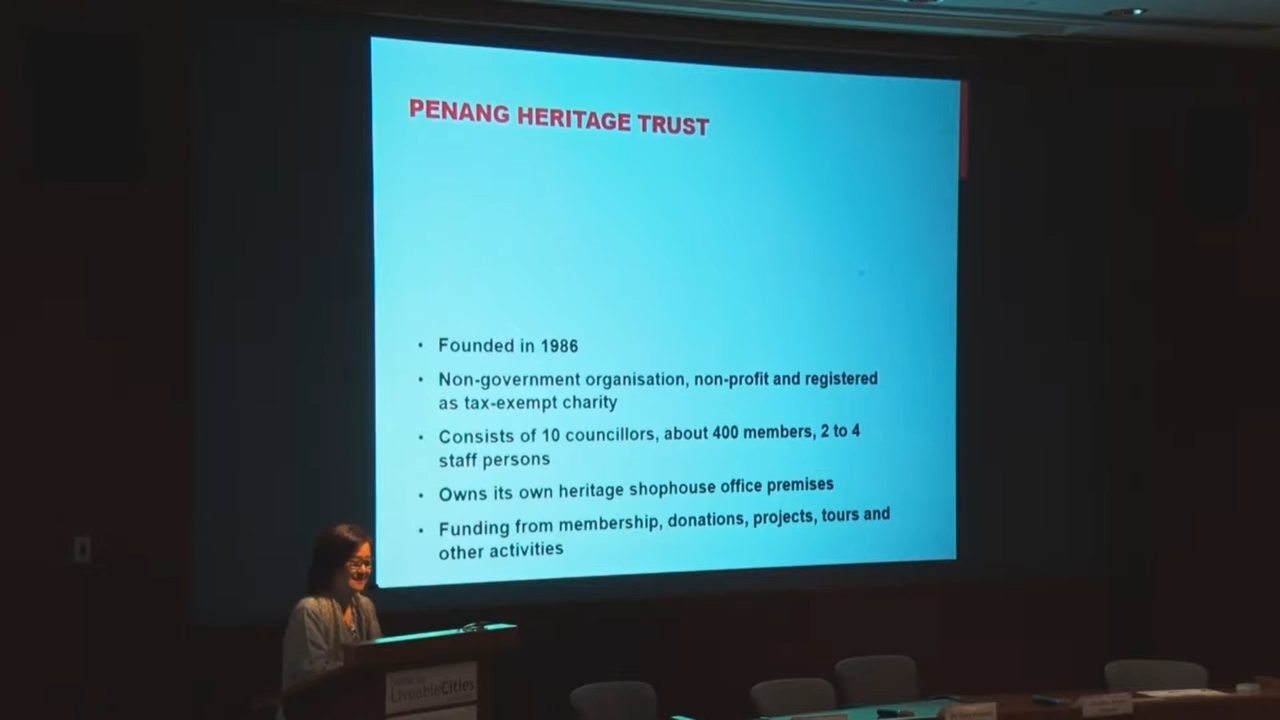 PENANG HERITAGE TRUST
• Founded in 1986
• Non-government organisation, non-profit and registered
as tax-exempt charity
• Consists of 10 councillors, about 400 members, 2 to 4
staff persons
• Owns its own heritage shophouse office premises
• Funding from membership, donations, projects, tours and
other activities
LiveableCities